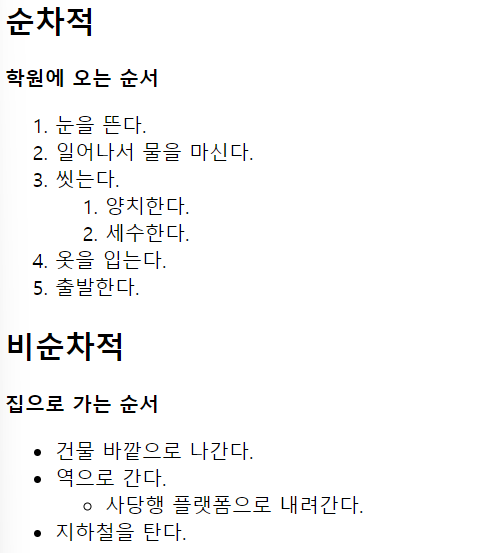 순차적
학원에 오는 순서
1. 눈을 뜬다.
2. 일어나서 물을 마신다.
3. 씻는다.
1. 양치한다.
2. 세수한다.
4. 옷을 입는다.
5. 출발한다.
비순차적
집으로 가는 순서
• 건물 바깥으로 나간다.
• 역으로 간다.
◦ 사당행 플랫폼으로 내려간다.
• 지하철을 탄다.